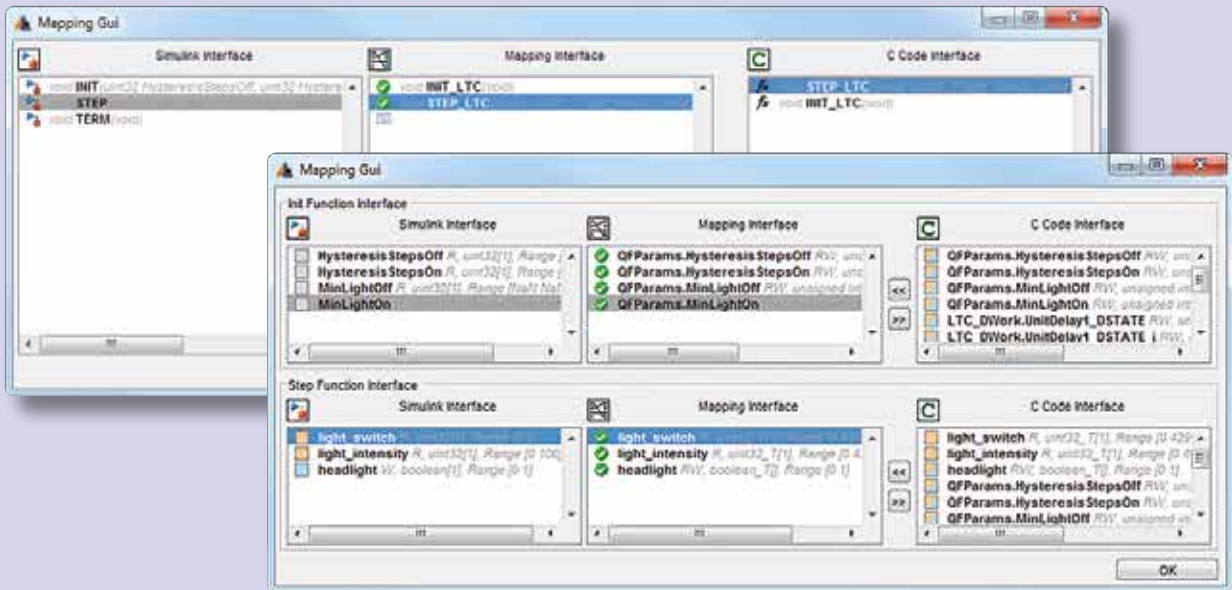 Mapping Gui
Simulink Interface
Mapping Interface
C Code Interface
void INIT(uint32 HysteresisStepsOff, uint32 Hystere
STEP
void TERM(void)
void INIT_LTC(void)
STEP_LTC
STEP_LTC
void INIT_LTC(void)
Mapping Gui
Init Function Interface
Simulink Interface
Mapping Interface
C Code Interface
HysteresisStepsOff R, uint32[1], Range [
HysteresisStepsOn R, uint32[1], Range [
MinLightOff R, uint32[1], Range [NaN NaN
MinLightOn
QFParams.HysteresisStepsOff RW, uns
QFParams.HysteresisStepsOn RW, uns
QFParams.MinLightOff RW, unsigned int
QFParams.MinLightOn
<<
>>
QFParams.HysteresisStepsOff RW, uns
QFParams.HysteresisStepsOn RW, uns
QFParams.MinLightOff RW, unsigned int
QFParams.MinLightOn RW, unsigned int
LTC_DWork.UnitDelay1_DSTATE RW, un
LTC_DWork.UnitDelay1_DSTATE_i RW,
Step Function Interface
Simulink Interface
Mapping Interface
C Code Interface
light_switch
light_intensity R, uint32[1], Range [0 100]
headlight W, boolean[1], Range [0 1]
light_switch
light_intensity R, uint32_T[1], Range [0 4
headlight RW, boolean_T[], Range [0 1]
<<
>>
light_switch R, uint32_T[1], Range [0 429
light_intensity R, uint32_T[1], Range [0 4
headlight RW, boolean_T[], Range [0 1]
QFParams.HysteresisStepsOff RW, uns
QFParams.HysteresisStepsOn RW, uns
QFParams.MinLightOff RW, unsigned int
OK